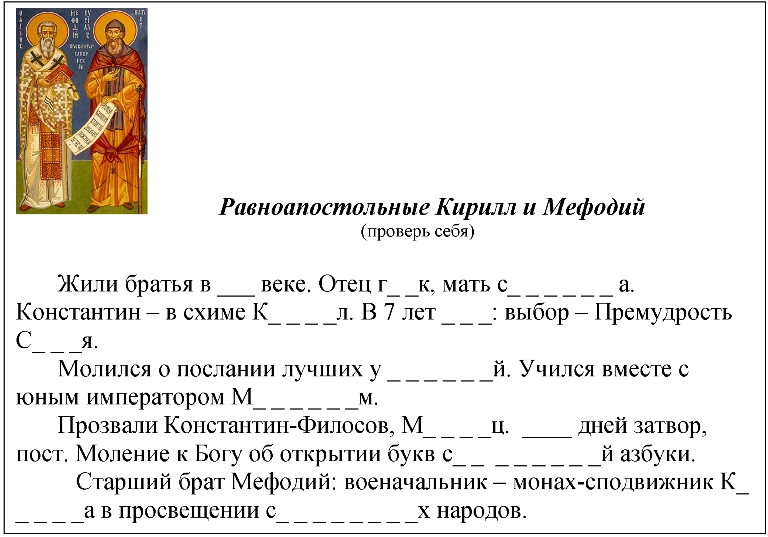 Равноапостольные Кирилл и Мефодий
(проверь себя)
Жили братья в ___ веке. Отец г_ _к, мать с_ _ _ _ _ _ а.
Константин – в схиме К_ _ _ _л. В 7 лет _ _ _: выбор – Премудрость
С_ _ _я.
Молился о послании лучших у _ _ _ _ _ _й. Учился вместе с
юным императором М_ _ _ _ _ _м.
Прозвали Константин-Филосов, М_ _ _ _ц. ____ дней затвор,
пост. Моление к Богу об открытии букв с_ _ _ _ _ _ _ _й азбуки.
Старший брат Мефодий: военачальник – монах-сподвижник К_
_ _ _ _а в просвещении с_ _ _ _ _ _ _ _х народов.